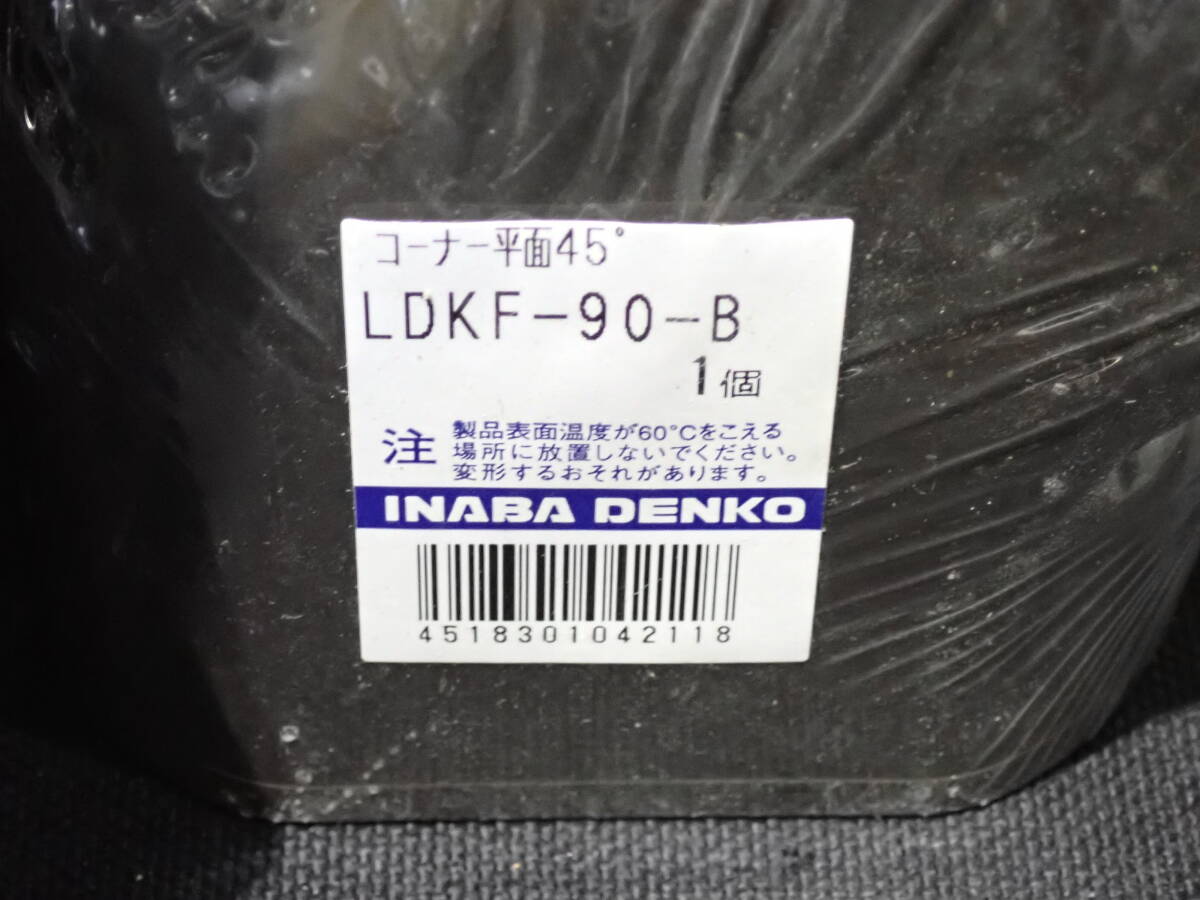 コーナー平面45°
LDKF-90-B
1個
注 製品表面温度が60°Cをこえる
場所に放置しないでください。
変形するおそれがあります。
INABA DENKO
4518301042118